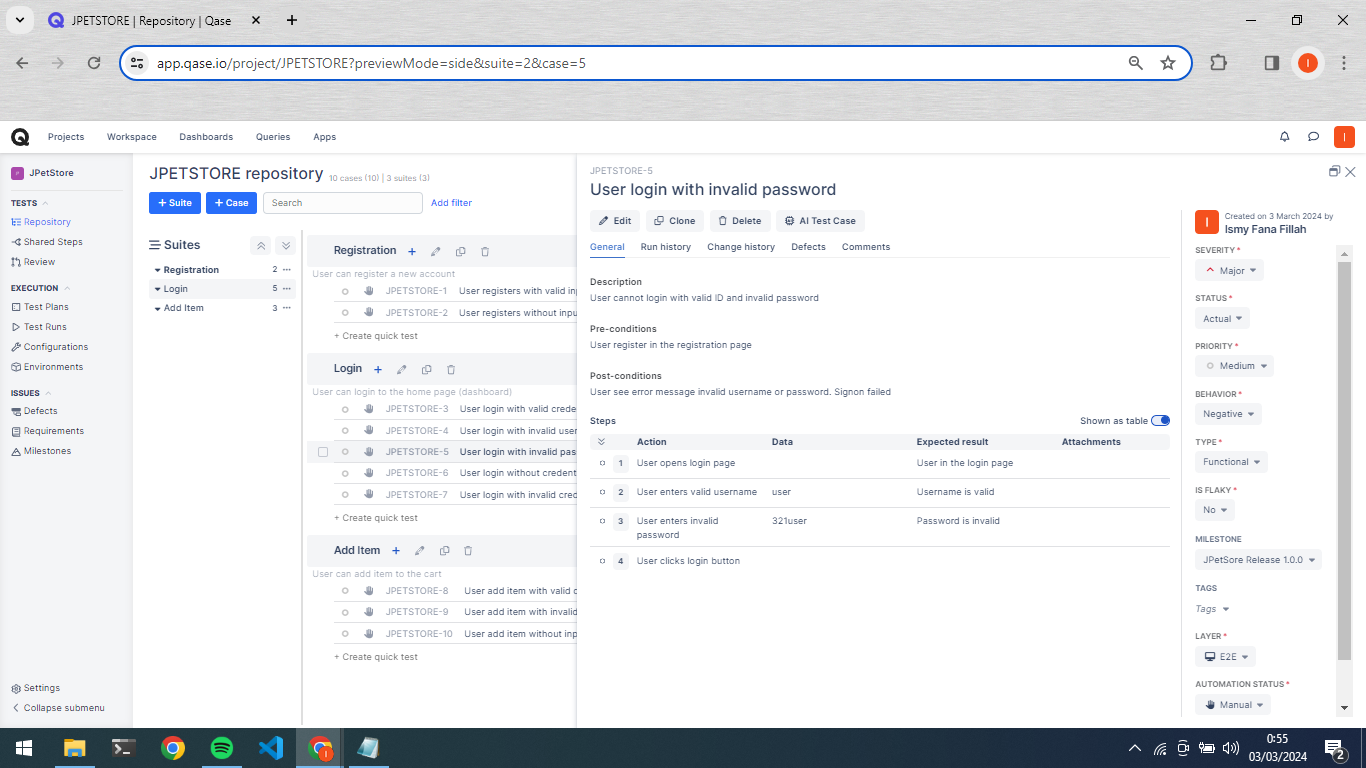 JPETSTORE | Repository | Qase
app.qase.io/project/JPETSTORE?previewMode=side&suite=2&case=5
I
Projects Workspace Dashboards Queries Apps
I
JPetStore
TESTS
Repository
Shared Steps
Review
EXECUTION
Test Plans
Test Runs
Configurations
Environments
ISSUES
Defects
Requirements
Milestones
Settings
Collapse submenu
JPETSTORE repository 10 cases (10) | 3 suites (3)
+ Suite + Case Search Add filter
Suites
Registration 2
Login 5
Add Item 3
Registration
User can register a new account
JPETSTORE-1 User registers with valid inp
JPETSTORE-2 User registers without inpu
+ Create quick test
Login
User can login to the home page (dashboard)
JPETSTORE-3 User login with valid crede
JPETSTORE-4 User login with invalid user
JPETSTORE-5 User login with invalid pas
JPETSTORE-6 User login without credent
JPETSTORE-7 User login with invalid cred
+ Create quick test
Add Item
User can add item to the cart
JPETSTORE-8 User add item with valid c
JPETSTORE-9 User add item with invalid
JPETSTORE-10 User add item without inp
+ Create quick test
JPETSTORE-5
User login with invalid password
Edit Clone Delete AI Test Case
General Run history Change history Defects Comments
Description
User cannot login with valid ID and invalid password
Pre-conditions
User register in the registration page
Post-conditions
User see error message invalid username or password. Signon failed
Steps Shown as table
Action Data Expected result Attachments
1 User opens login page User in the login page
2 User enters valid username user Username is valid
3 User enters invalid password 321user Password is invalid
4 User clicks login button
I
Created on 3 March 2024 by
Ismy Fana Fillah
SEVERITY *
Major
STATUS *
Actual
PRIORITY *
Medium
BEHAVIOR *
Negative
TYPE *
Functional
IS FLAKY *
No
MILESTONE
JPetSore Release 1.0.0
TAGS
Tags
LAYER *
E2E
AUTOMATION STATUS *
Manual
I
0:55
03/03/2024
2